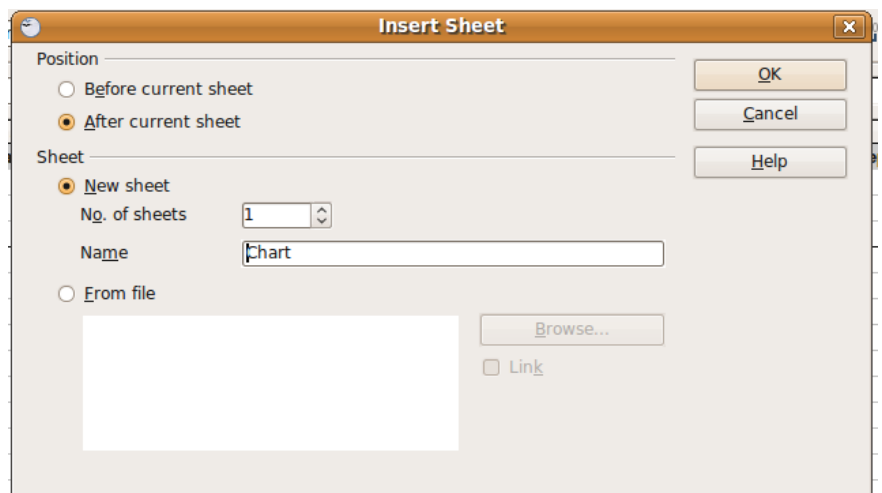 Insert Sheet
Position
Before current sheet
After current sheet
OK
Cancel
Help
Sheet
New sheet
No. of sheets 1
Name Chart
From file
Browse...
Link